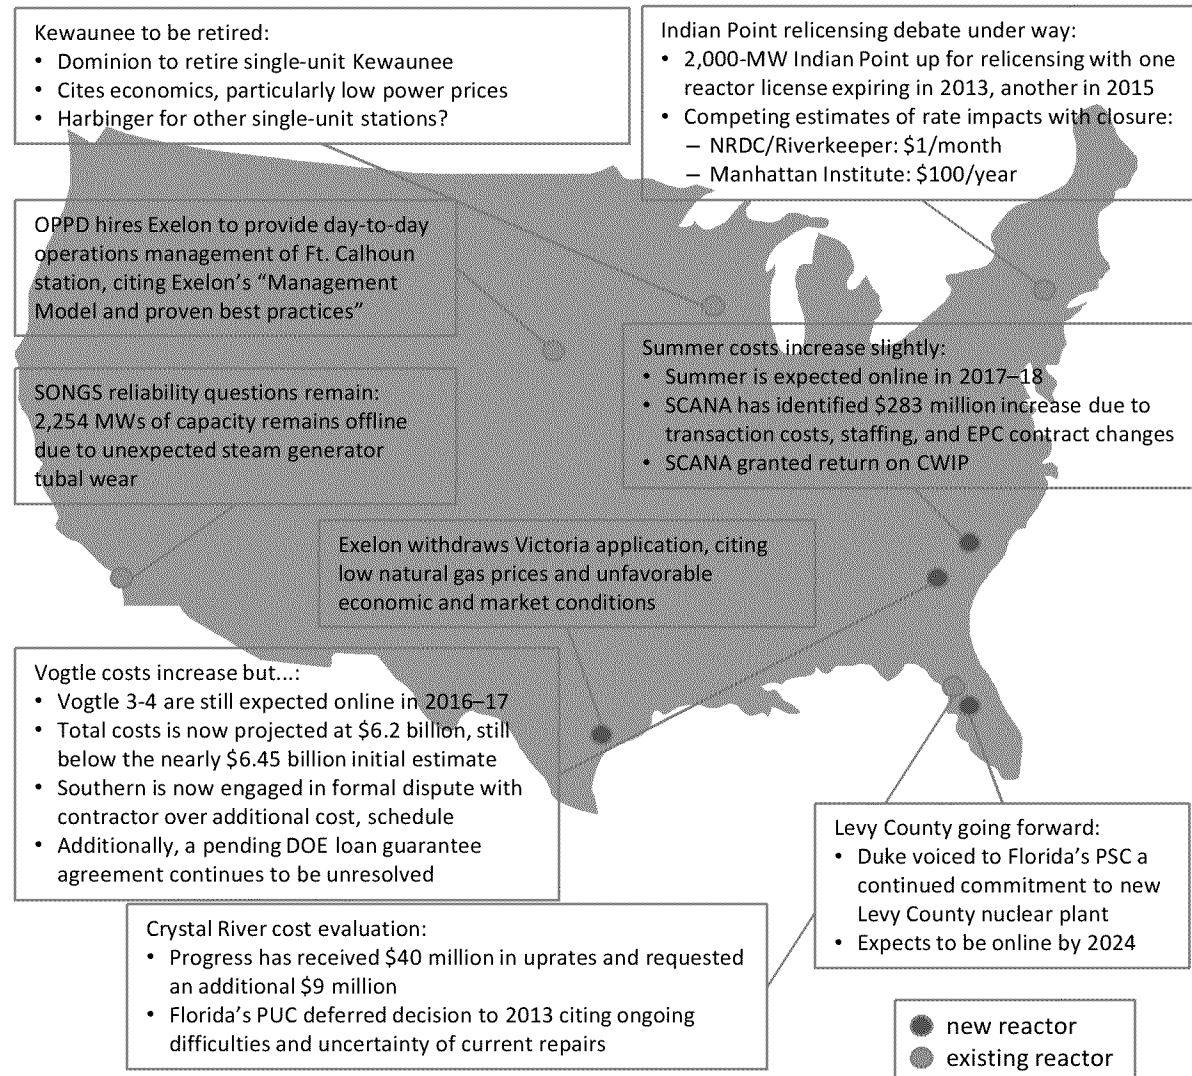 Kewaunee to be retired:
• Dominion to retire single-unit Kewaunee
• Cites economics, particularly low power prices
• Harbinger for other single-unit stations?
Indian Point relicensing debate under way:
• 2,000-MW Indian Point up for relicensing with one
reactor license expiring in 2013, another in 2015
• Competing estimates of rate impacts with closure:
– NRDC/Riverkeeper: $1/month
– Manhattan Institute: $100/year
OPPD hires Exelon to provide day-to-day
operations management of Ft. Calhoun
station, citing Exelon's “Management
Model and proven best practices”
Summer costs increase slightly:
• Summer is expected online in 2017–18
• SCANA has identified $283 million increase due to
transaction costs, staffing, and EPC contract changes
• SCANA granted return on CWIP
SONGS reliability questions remain:
2,254 MWs of capacity remains offline
due to unexpected steam generator
tubal wear
Exelon withdraws Victoria application, citing
low natural gas prices and unfavorable
economic and market conditions
Vogtle costs increase but...:
• Vogtle 3-4 are still expected online in 2016–17
• Total costs is now projected at $6.2 billion, still
below the nearly $6.45 billion initial estimate
• Southern is now engaged in formal dispute with
contractor over additional cost, schedule
• Additionally, a pending DOE loan guarantee
agreement continues to be unresolved
Levy County going forward:
• Duke voiced to Florida's PSC a
continued commitment to new
Levy County nuclear plant
• Expects to be online by 2024
Crystal River cost evaluation:
• Progress has received $40 million in uprates and requested
an additional $9 million
• Florida's PUC deferred decision to 2013 citing ongoing
difficulties and uncertainty of current repairs
new reactor
existing reactor